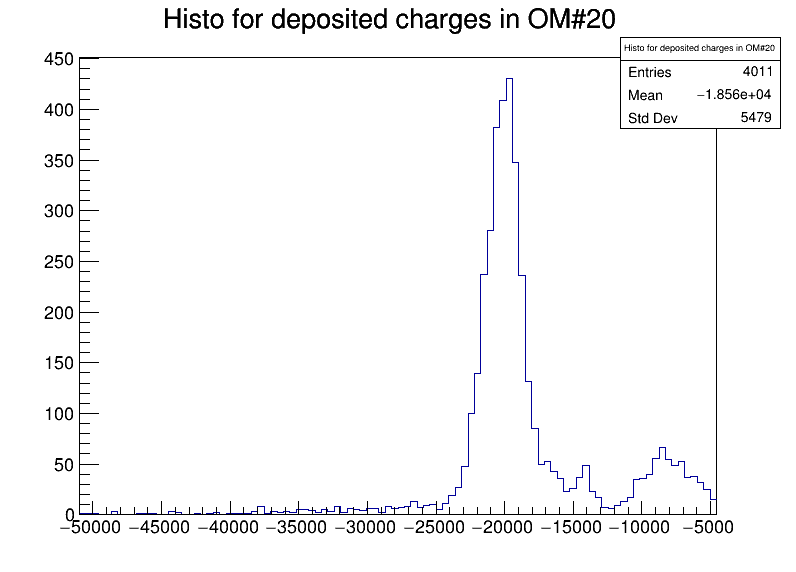 Histo for deposited charges in OM#20
Histo for deposited charges in OM#20
Entries 4011
Mean −1.856e+04
Std Dev 5479
450
400
350
300
250
200
150
100
50
0
−50000 −45000 −40000 −35000 −30000 −25000 −20000 −15000 −10000 −5000